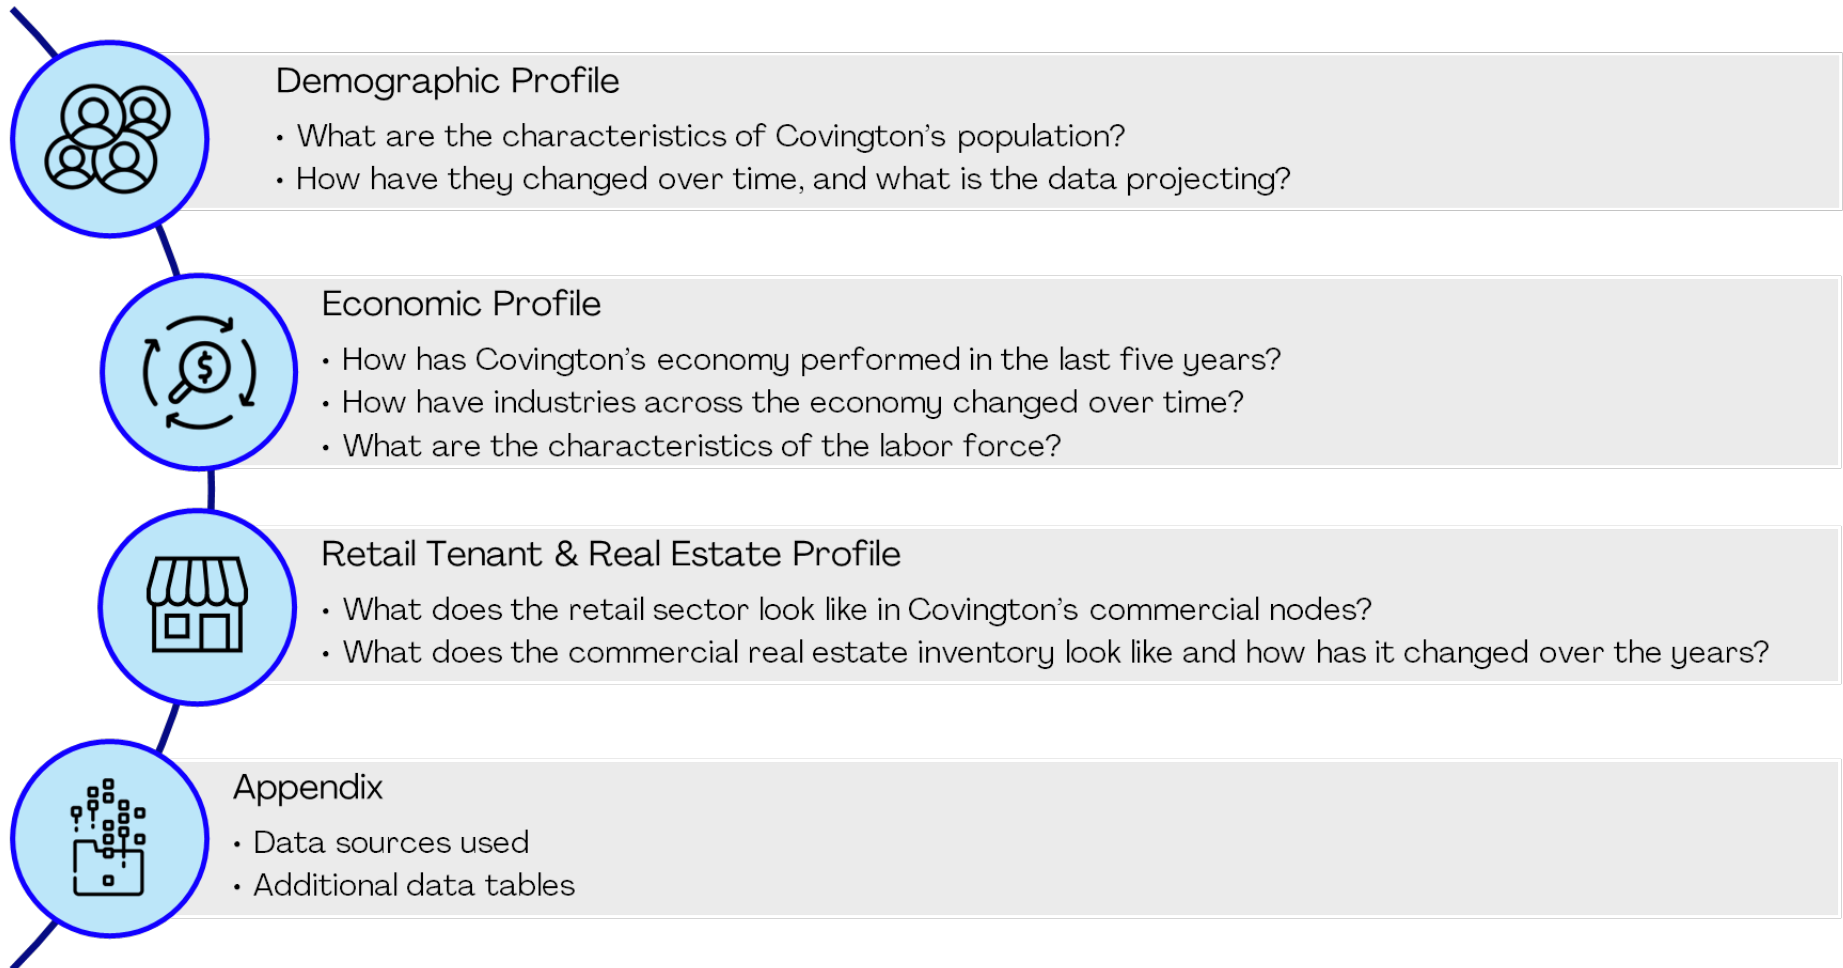 Demographic Profile
• What are the characteristics of Covington’s population?
• How have they changed over time, and what is the data projecting?
Economic Profile
• How has Covington’s economy performed in the last five years?
• How have industries across the economy changed over time?
• What are the characteristics of the labor force?
Retail Tenant & Real Estate Profile
• What does the retail sector look like in Covington’s commercial nodes?
• What does the commercial real estate inventory look like and how has it changed over the years?
Appendix
• Data sources used
• Additional data tables